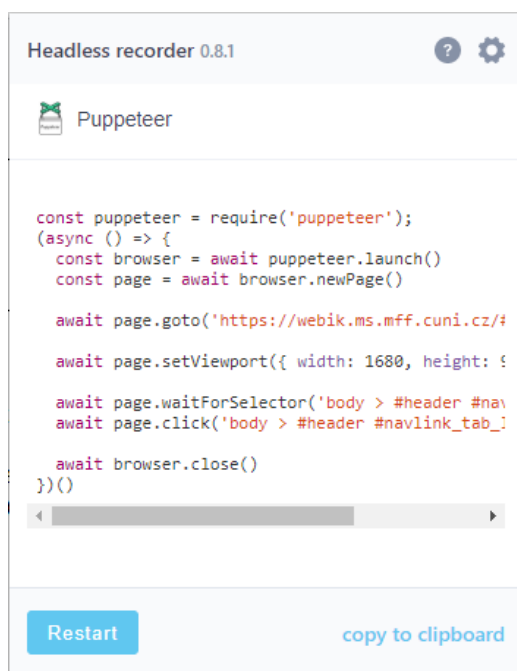 Headless recorder 0.8.1
?
Puppeteer
const puppeteer = require('puppeteer');
(async () => {
const browser = await puppeteer.launch()
const page = await browser.newPage()
await page.goto('https://webik.ms.mff.cuni.cz/#
await page.setViewport({ width: 1680, height:
await page.waitForSelector('body > #header
await page.click('body > #header
await browser.close()
})()
Restart
copy to clipboard